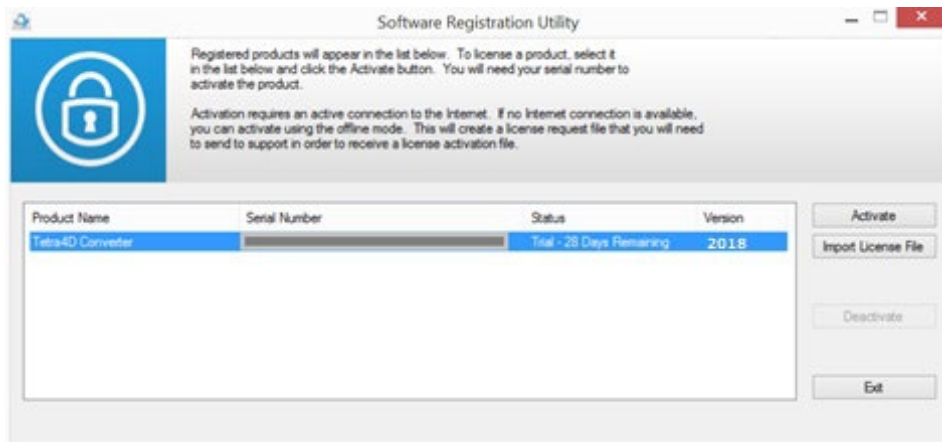 Software Registration Utility
Registered products will appear in the list below. To license a product, select it
in the list below and click the Activate button. You will need your serial number to
activate the product.
Activation requires an active connection to the Internet. If no Internet connection is available,
you can activate using the offline mode. This will create a license request file that you will need
to send to support in order to receive a license activation file.
Product Name Serial Number Status Version
Tetra4D Converter Trial - 28 Days Remaining 2018
Activate
Import License File
Deactivate
Exit